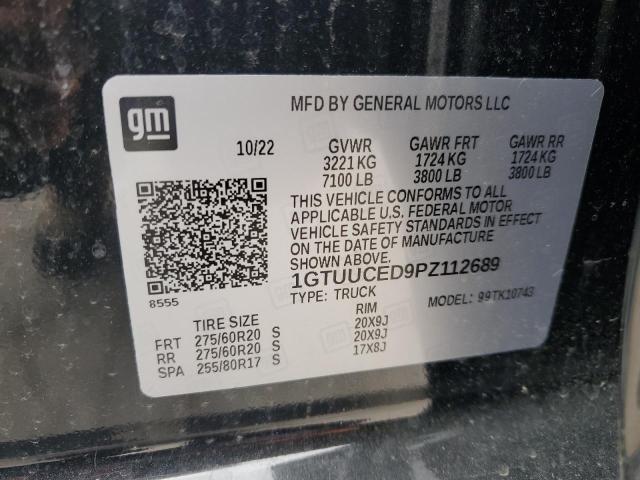 gm
MFD BY GENERAL MOTORS LLC
10/22 GVWR GAWR FRT GAWR RR
3221 KG 1724 KG 1724 KG
7100 LB 3800 LB 3800 LB
THIS VEHICLE CONFORMS TO ALL
APPLICABLE U.S. FEDERAL MOTOR
VEHICLE SAFETY STANDARDS IN EFFECT
ON THE DATE OF MANUFACTURE
SHOWN ABOVE.
1GTUUCED9PZ112689
TYPE: TRUCK MODEL: 99TK10743
8555
TIRE SIZE RIM
FRT 275/60R20 S 20X9J
RR 275/60R20 S 20X9J
SPA 255/80R17 S 17X8J